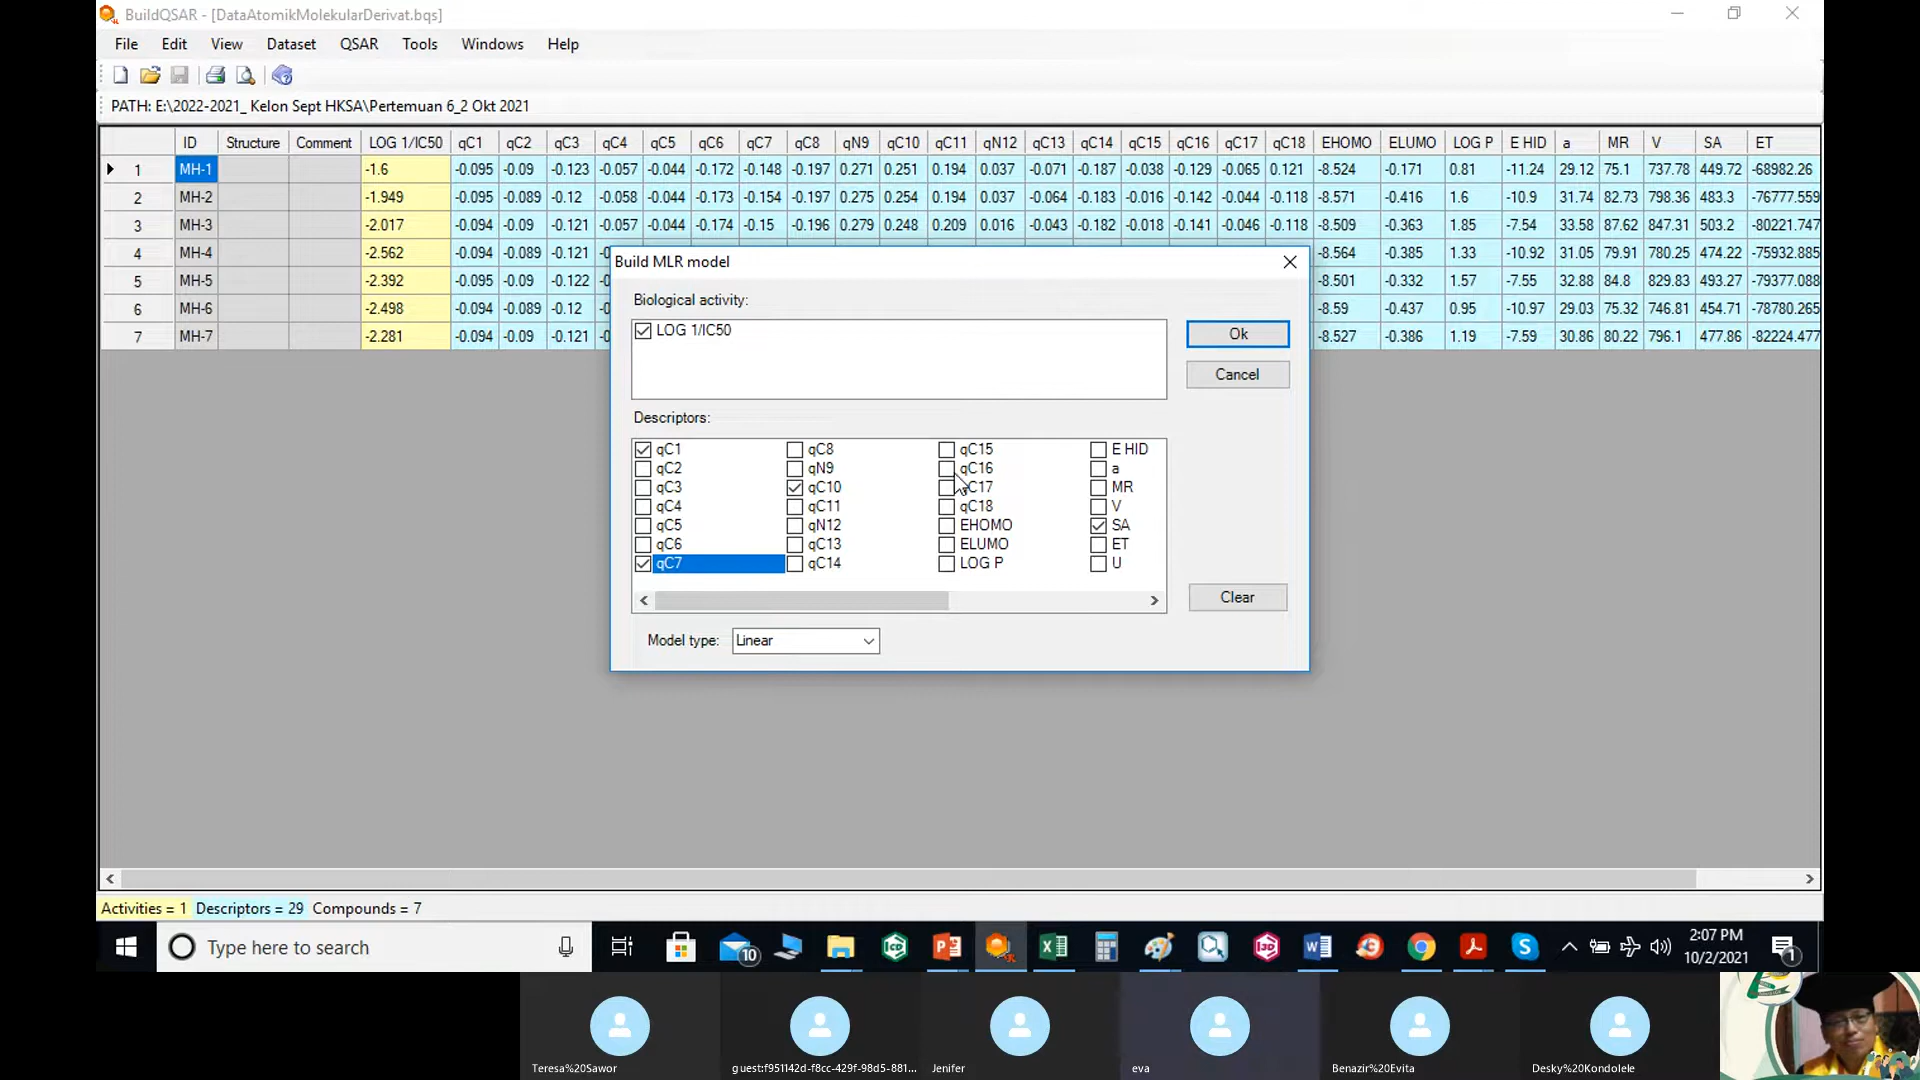 BuildQSAR - [DataAtomikMolekularDerivat.bqs]
File Edit View Dataset QSAR Tools Windows Help
PATH: E:\2022-2021_ Kelon Sept HKSA\Pertemuan 6_2 Okt 2021
ID Structure Comment LOG 1/IC50 qC1 qC2 qC3 qC4 qC5 qC6 qC7 qC8 qN9 qC10 qC11 qN12 qC13 qC14 qC15 qC16 qC17 qC18 EHOMO ELUMO LOG P E HID a MR V SA ET
1 MH-1 -1.6 -0.095 -0.09 -0.123 -0.057 -0.044 -0.172 -0.148 -0.197 0.271 0.251 0.194 0.037 -0.071 -0.187 -0.038 -0.129 -0.065 0.121 -8.524 -0.171 0.81 -11.24 29.12 75.1 737.78 449.72 -68982.26
2 MH-2 -1.949 -0.095 -0.089 -0.12 -0.058 -0.044 -0.173 -0.154 -0.197 0.275 0.254 0.194 0.037 -0.064 -0.183 -0.016 -0.142 -0.044 -0.118 -8.571 -0.416 1.6 -10.9 31.74 82.73 798.36 483.3 -76777.559
3 MH-3 -2.017 -0.094 -0.09 -0.121 -0.057 -0.044 -0.174 -0.15 -0.196 0.279 0.248 0.209 0.016 -0.043 -0.182 -0.018 -0.141 -0.046 -0.118 -8.509 -0.363 1.85 -7.54 33.58 87.62 847.31 503.2 -80221.747
4 MH-4 -2.562 -0.094 -0.089 -0.121 -8.564 -0.385 1.33 -10.92 31.05 79.91 780.25 474.22 -75932.885
5 MH-5 -2.392 -0.095 -0.09 -0.122 -8.501 -0.332 1.57 -7.55 32.88 84.8 829.83 493.27 -79377.088
6 MH-6 -2.498 -0.094 -0.089 -0.12 -8.59 -0.437 0.95 -10.97 29.03 75.32 746.81 454.71 -78780.265
7 MH-7 -2.281 -0.094 -0.09 -0.121 -8.527 -0.386 1.19 -7.59 30.86 80.22 796.1 477.86 -82224.477
Build MLR model
Biological activity:
LOG 1/IC50
Ok
Cancel
Descriptors:
qC1 qC8 qC15 E HID
qC2 qN9 qC16 a
qC3 qC10 qC17 MR
qC4 qC11 qC18 V
qC5 qN12 EHOMO SA
qC6 qC13 ELUMO ET
qC7 qC14 LOG P U
Clear
Model type: Linear
Activities = 1 Descriptors = 29 Compounds = 7
Type here to search
10
2:07 PM
10/2/2021
1
Teresa%20Sawor guest:f951142d-f8cc-429f-98d5-881... Jenifer eva Benazir%20Evita Desky%20Kondolele